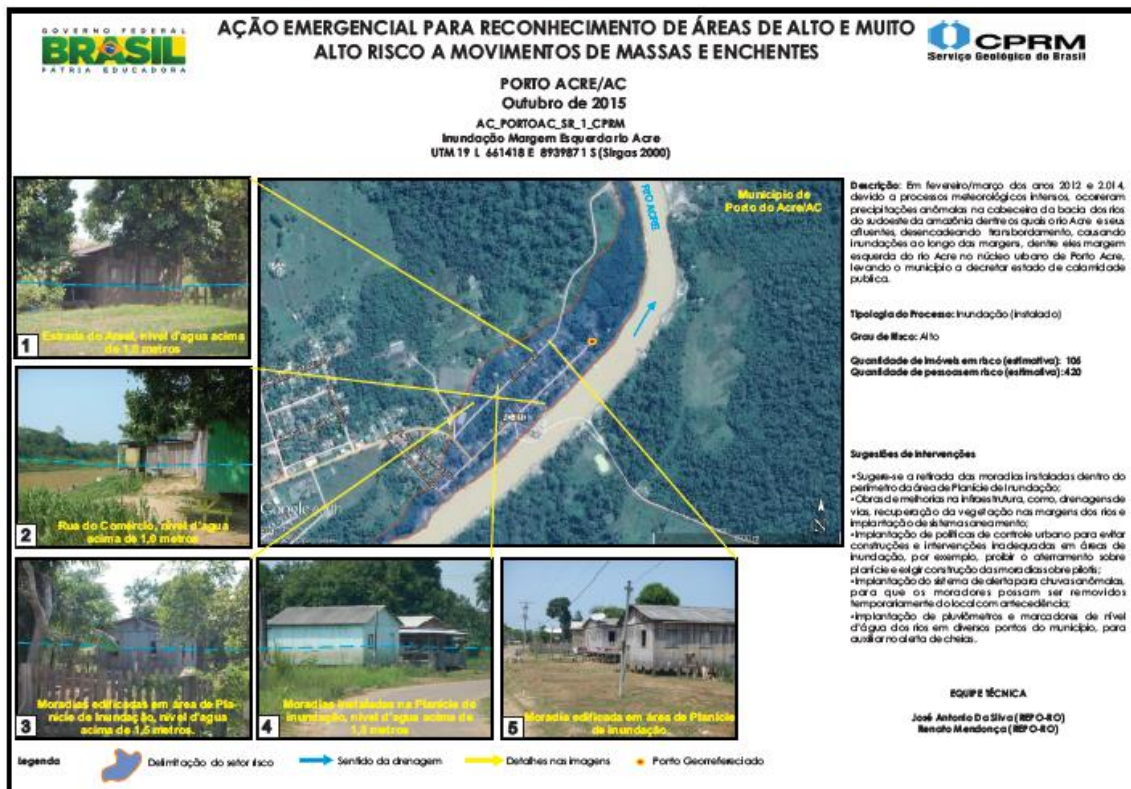 GOVERNO FEDERAL
BRASIL
PÁTRIA EDUCADORA
AÇÃO EMERGENCIAL PARA RECONHECIMENTO DE ÁREAS DE ALTO E MUITO
ALTO RISCO A MOVIMENTOS DE MASSAS E ENCHENTES
CPRM
Serviço Geológico do Brasil
PORTO ACRE/AC
Outubro de 2015
AC_PORTOAC_SR_1_CPRM
Inundação Margem Esquerda rio Acre
UTM 19 L 661418 E 8939871 S (Sirgas 2000)
1
Estrada do Areal, nível d'agua acima
de 1,8 metros
2
Rua do Comércio, nível d'agua
acima de 1,0 metros
3
Moradias edificadas em área de Pla-
nície de Inundação, nível d'agua
acima de 1,5 metros.
4
Moradias instaladas na Planície de
inundação, nível d'agua acima de
5
Moradia edificada em área de Planície
de Inundação.
Município de
Porto do Acre/AC
RIO ACRE
Google
N
Descrição: Em fevereiro/março dos anos 2012 e 2.014,
devido a processos meteorológicos intensos, ocorreram
precipitações anômalas na cabeceira da bacia dos rios
do sudoeste da amazônia dentre os quais o rio Acre e seus
afluentes, desencadeando transbordamento, causando
inundações ao longo das margens, dentre eles margem
esquerda do rio Acre no núcleo urbano de Porto Acre,
levando o município a decretar estado de calamidade
publica.
Tipologia do Processo: Inundação (instalado)
Grau de Risco: Alto
Quantidade de imóveis em risco (estimativa): 105
Quantidade de pessoas em risco (estimativa): 420
Sugestões de intervenções
•Sugere-se a retirada das moradias instaladas dentro do
perímetro da área de Planície de Inundação;
•Obras de melhorias na infraestrutura, como, drenagens de
vias, recuperação da vegetação nas margens dos rios e
implantação de sistema saneamento;
•Implantação de políticas de controle urbano para evitar
construções e intervenções inadequadas em áreas de
inundação, por exemplo, proibir o aterramento sobre
planície e exigir construção das moradias sobre pilotis;
•Implantação do sistema de alerta para chuvas anômalas,
para que os moradores possam ser removidos
temporariamente do local com antecedência;
•Implantação de pluviômetros e marcadores de nível
d'água dos rios em diversos pontos do município, para
auxiliar no alerta de cheias.
EQUIPE TÉCNICA
José Antonio Da Silva (REPO-RO)
Renato Mendonça (REPO-RO)
Legenda
Delimitação do setor risco
Sentido da drenagem
Detalhes nas imagens
Ponto Georrefereciado